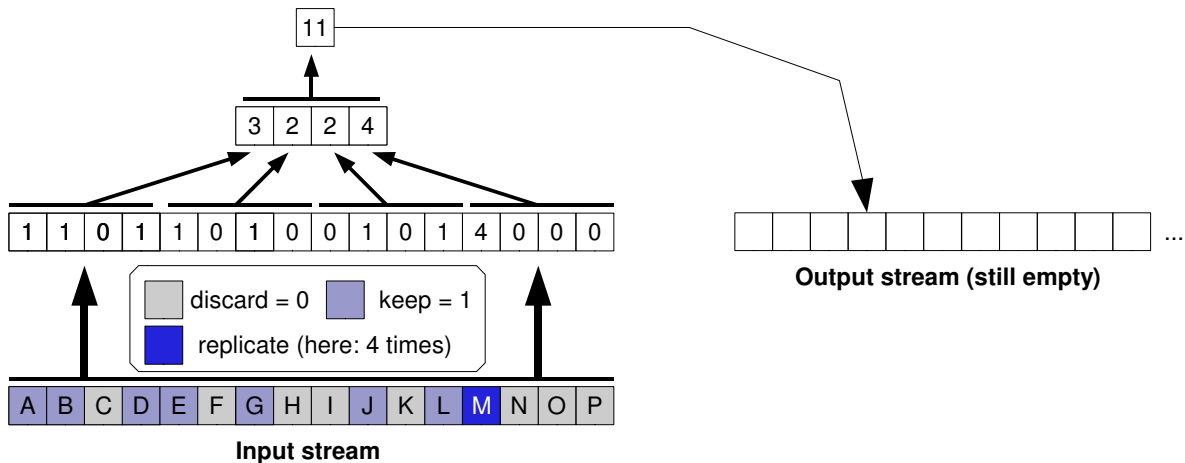 11
3 2 2 4
1 1 0 1 1 0 1 0 0 1 0 1 4 0 0 0
...
Output stream (still empty)
discard = 0 keep = 1
replicate (here: 4 times)
A B C D E F G H I J K L M N O P
Input stream